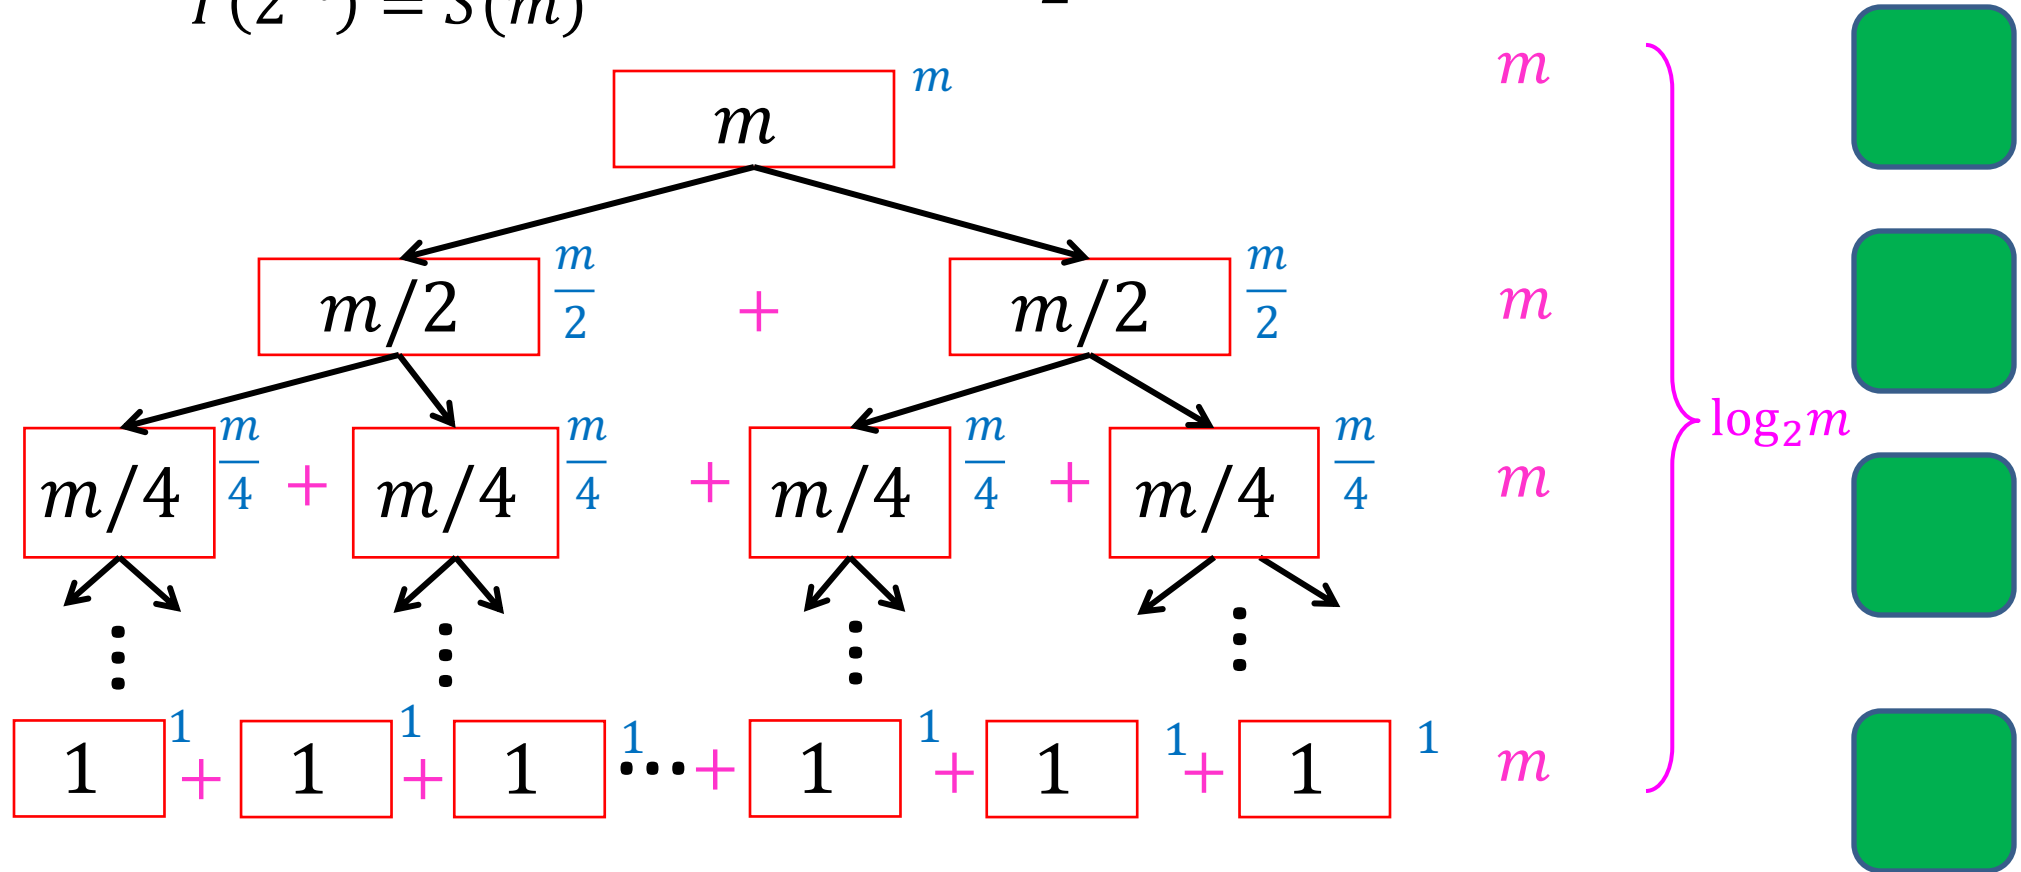 = S(m)
m m m
m/2 m/2 + m/2 m/2 m
log₂m
m/4 m/4 + m/4 m/4 + m/4 m/4 + m/4 m/4 m
⋮ ⋮ ⋮ ⋮
1 1 + 1 1 + 1 1 ⋯ + 1 1 + 1 1 + 1 1 m